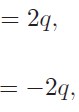 = 2q,
= −2q,